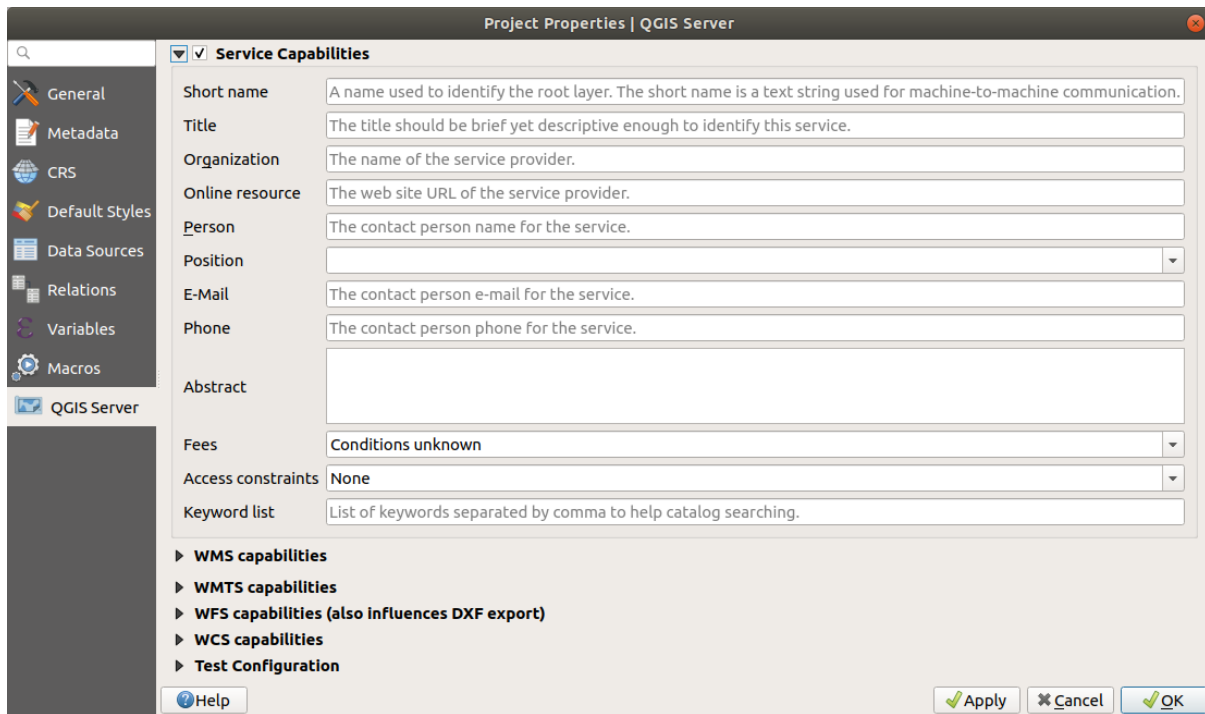 Project Properties | QGIS Server
General
Metadata
CRS
Default Styles
Data Sources
Relations
Variables
Macros
QGIS Server
Service Capabilities
Short name A name used to identify the root layer. The short name is a text string used for machine-to-machine communication.
Title The title should be brief yet descriptive enough to identify this service.
Organization The name of the service provider.
Online resource The web site URL of the service provider.
Person The contact person name for the service.
Position
E-Mail The contact person e-mail for the service.
Phone The contact person phone for the service.
Abstract
Fees Conditions unknown
Access constraints None
Keyword list List of keywords separated by comma to help catalog searching.
WMS capabilities
WMTS capabilities
WFS capabilities (also influences DXF export)
WCS capabilities
Test Configuration
Help Apply Cancel OK